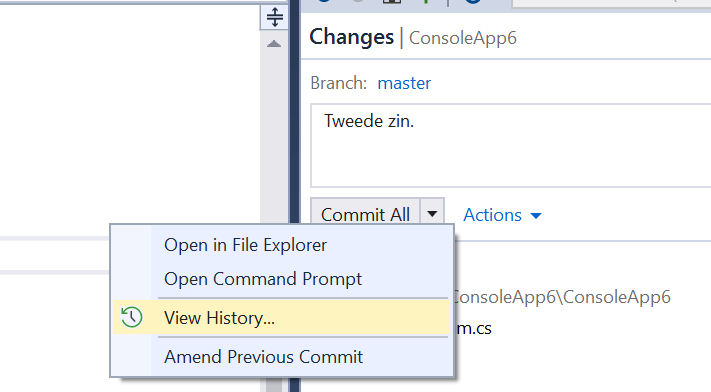 Changes | ConsoleApp6
Branch: master
Tweede zin.
Commit All Actions
Open in File Explorer
Open Command Prompt
View History...
Amend Previous Commit
ConsoleApp6\ConsoleApp6
m.cs